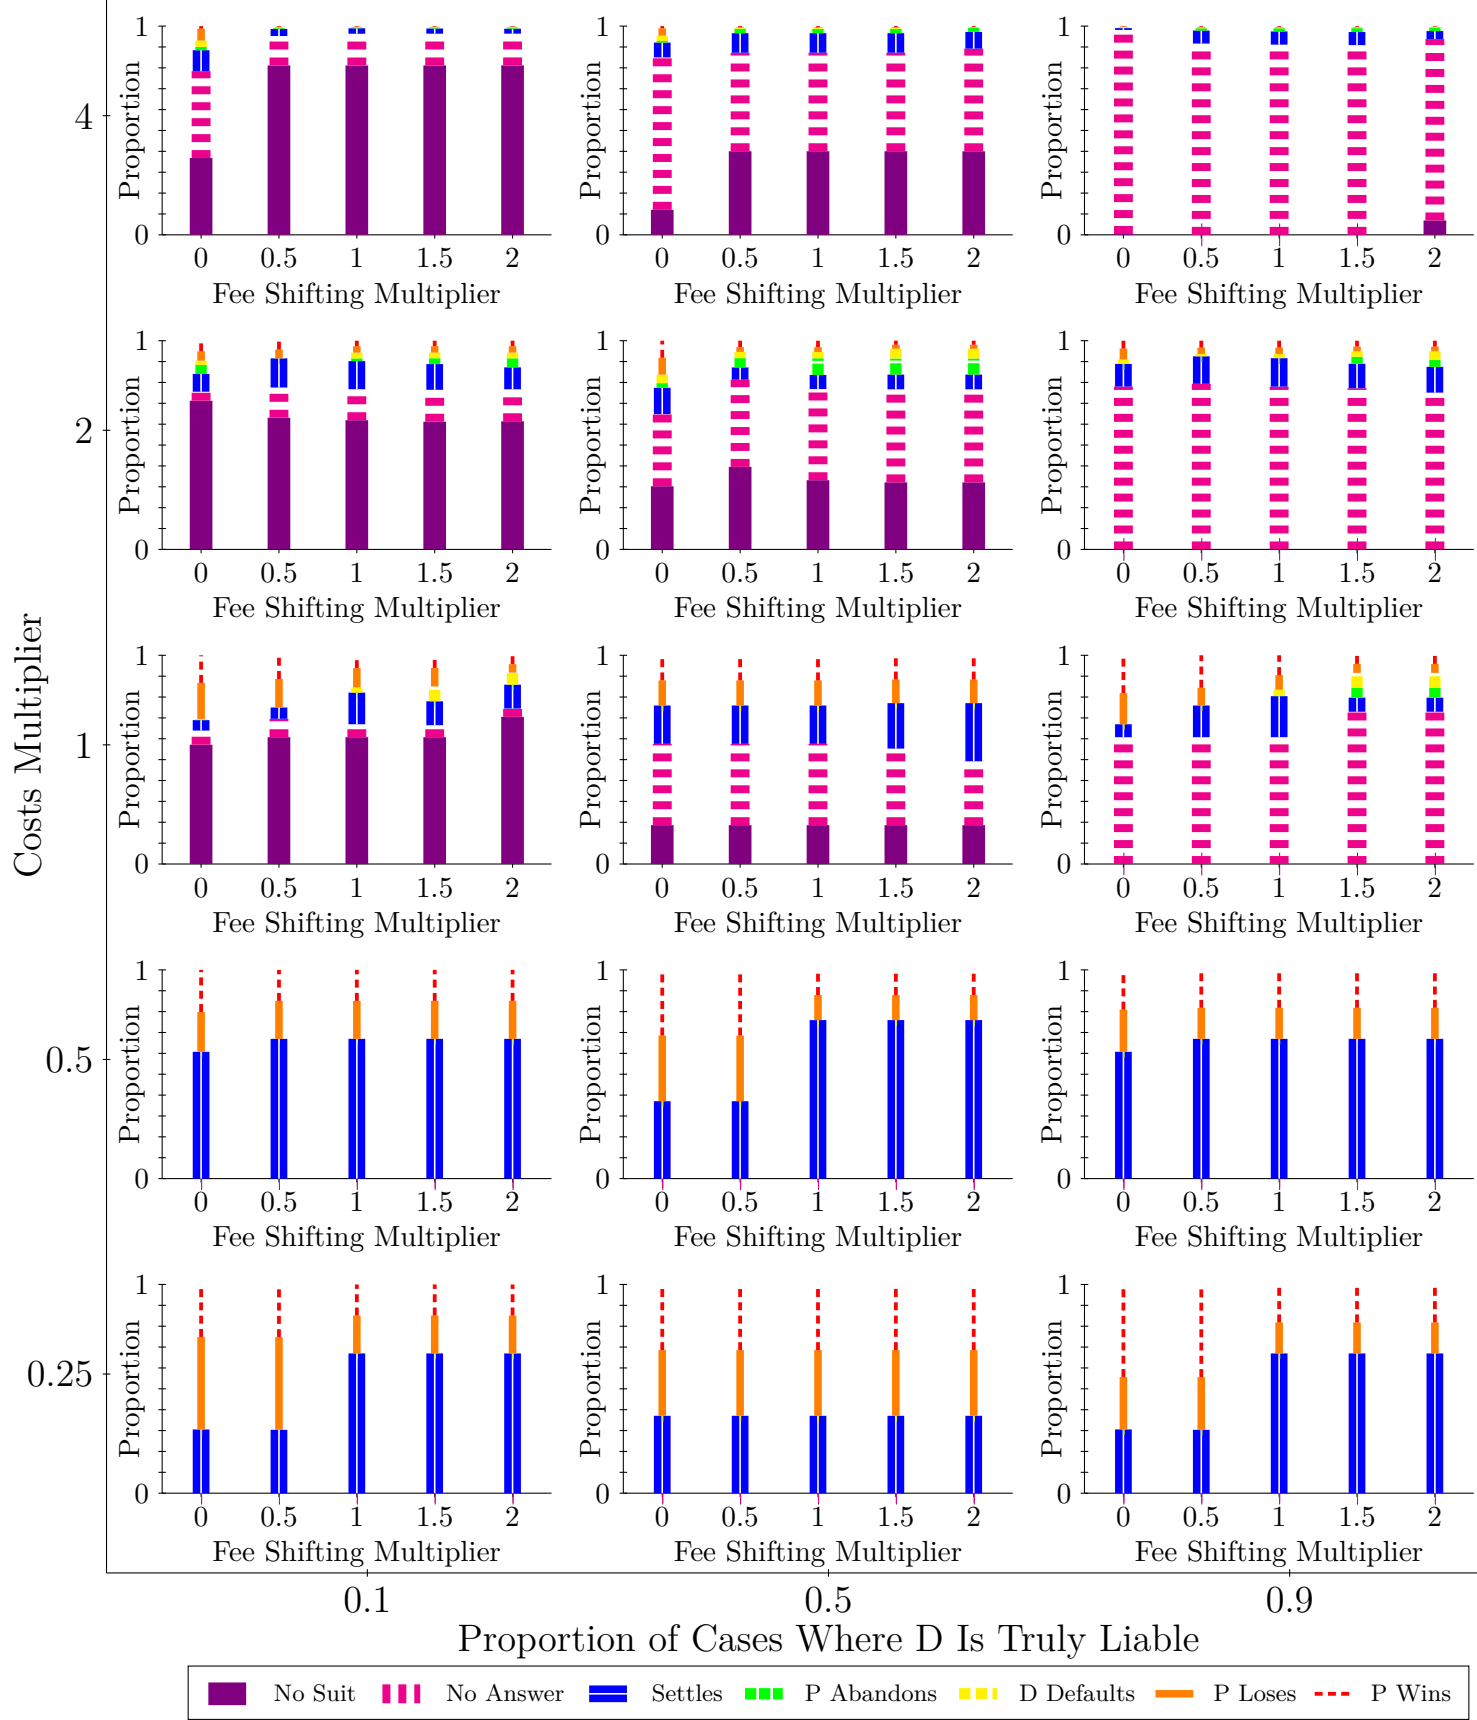 1 1 1
Proportion Proportion Proportion
4
0 0 0
0 0.5 1 1.5 2 0 0.5 1 1.5 2 0 0.5 1 1.5 2
Fee Shifting Multiplier Fee Shifting Multiplier Fee Shifting Multiplier
1 1 1
Proportion Proportion Proportion
2
0 0 0
0 0.5 1 1.5 2 0 0.5 1 1.5 2 0 0.5 1 1.5 2
Fee Shifting Multiplier Fee Shifting Multiplier Fee Shifting Multiplier
Costs Multiplier
1 1 1
Proportion Proportion Proportion
1
0 0 0
0 0.5 1 1.5 2 0 0.5 1 1.5 2 0 0.5 1 1.5 2
Fee Shifting Multiplier Fee Shifting Multiplier Fee Shifting Multiplier
1 1 1
Proportion Proportion Proportion
0.5
0 0 0
0 0.5 1 1.5 2 0 0.5 1 1.5 2 0 0.5 1 1.5 2
Fee Shifting Multiplier Fee Shifting Multiplier Fee Shifting Multiplier
1 1 1
Proportion Proportion Proportion
0.25
0 0 0
0 0.5 1 1.5 2 0 0.5 1 1.5 2 0 0.5 1 1.5 2
Fee Shifting Multiplier Fee Shifting Multiplier Fee Shifting Multiplier
0.1 0.5 0.9
Proportion of Cases Where D Is Truly Liable
No Suit No Answer Settles P Abandons D Defaults P Loses P Wins